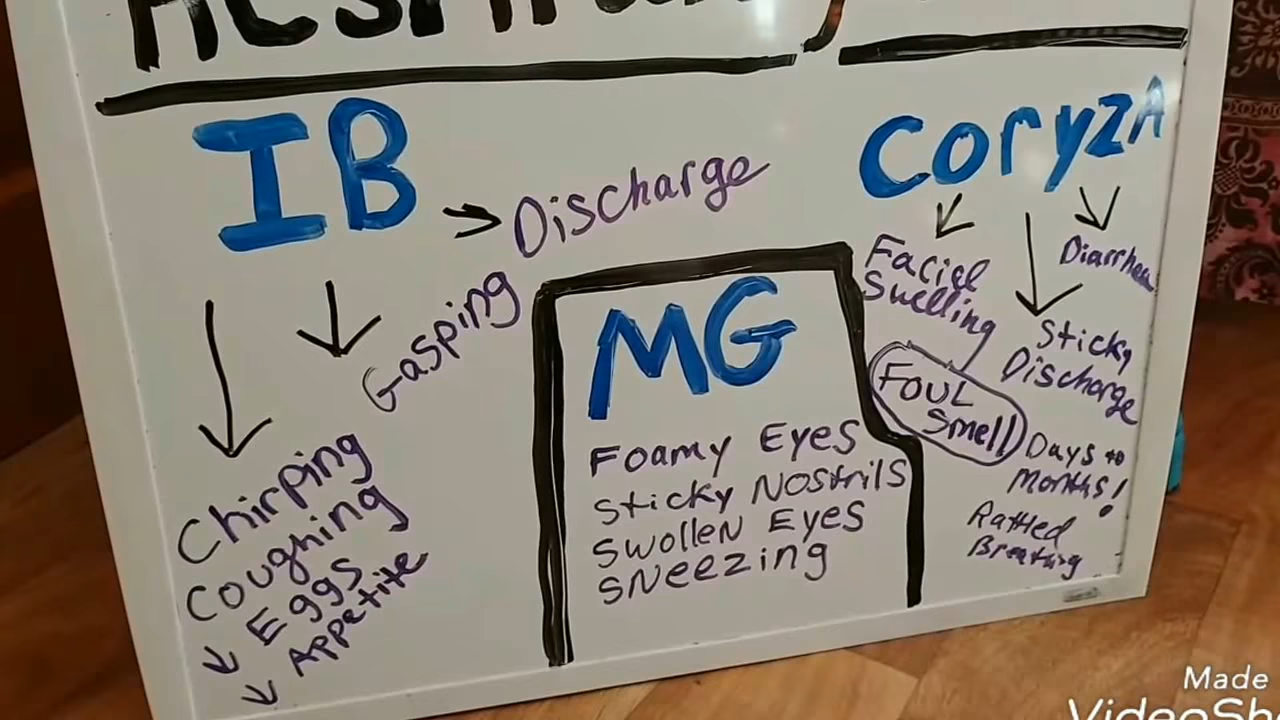 IB
Discharge
Gasping
Chirping
Coughing
Eggs
Appetite
MG
Foamy Eyes
Sticky Nostrils
Swollen Eyes
Sneezing
CoryzA
Facial
Swelling
Foul
Smell
Diarrhea
Sticky
Discharge
Days to
Months!
Rattled
Breathing
Made